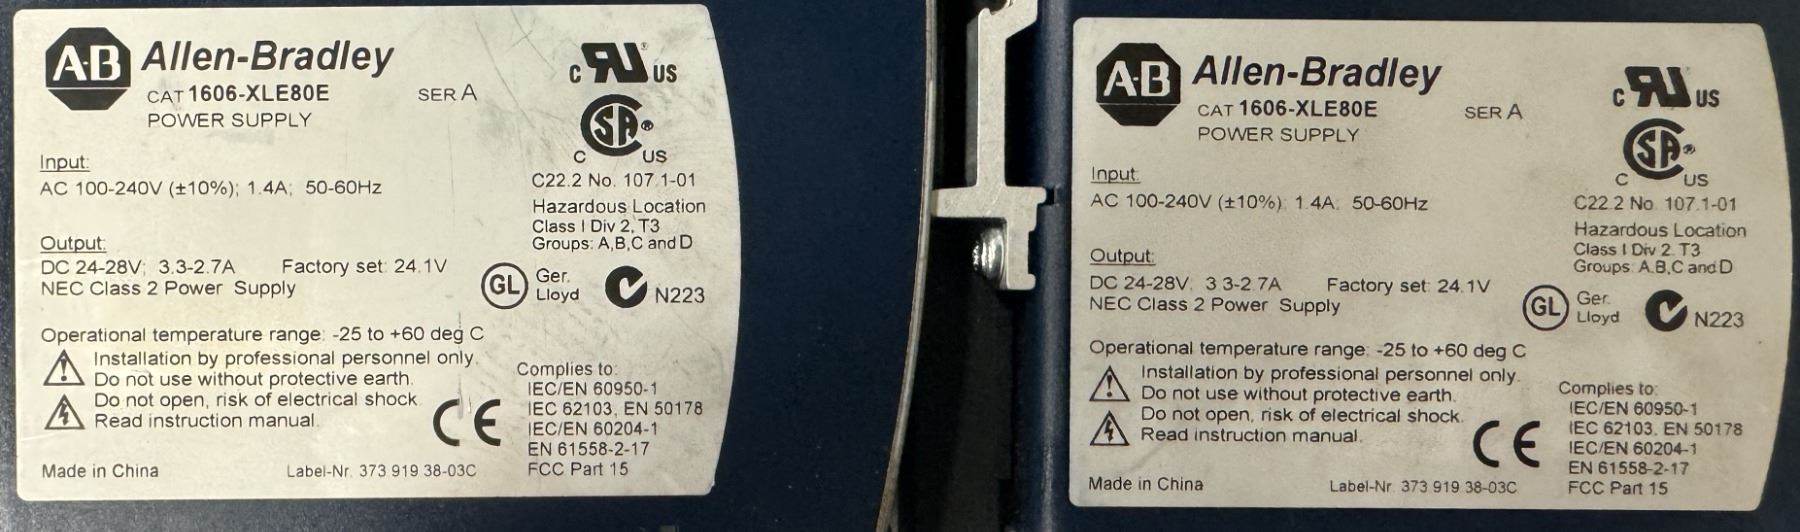 A-B Allen-Bradley
CAT 1606-XLE80E SER A
POWER SUPPLY
Input:
AC 100-240V (±10%); 1.4A; 50-60Hz
Output:
DC 24-28V; 3.3-2.7A Factory set: 24.1V
NEC Class 2 Power Supply
Operational temperature range: -25 to +60 deg C
Installation by professional personnel only.
Do not use without protective earth.
Do not open, risk of electrical shock.
Read instruction manual.
Made in China Label-Nr. 373 919 38-03C
C RU ® US
SA ®
C US
C22.2 No. 107.1-01
Hazardous Location
Class I Div 2, T3
Groups: A,B,C and D
GL Ger.
Lloyd N223
CE
Complies to:
IEC/EN 60950-1
IEC 62103, EN 50178
IEC/EN 60204-1
EN 61558-2-17
FCC Part 15
A-B Allen-Bradley
CAT 1606-XLE80E SER A
POWER SUPPLY
Input:
AC 100-240V (±10%); 1.4A; 50-60Hz
Output:
DC 24-28V; 3.3-2.7A Factory set: 24.1V
NEC Class 2 Power Supply
Operational temperature range: -25 to +60 deg C
Installation by professional personnel only.
Do not use without protective earth.
Do not open, risk of electrical shock.
Read instruction manual.
Made in China Label-Nr. 373 919 38-03C
C RU US
SA ®
C US
C22.2 No. 107.1-01
Hazardous Location
Class I Div 2, T3
Groups: A,B,C and D
GL Ger.
Lloyd N223
CE
Complies to:
IEC/EN 60950-1
IEC 62103, EN 50178
IEC/EN 60204-1
EN 61558-2-17
FCC Part 15